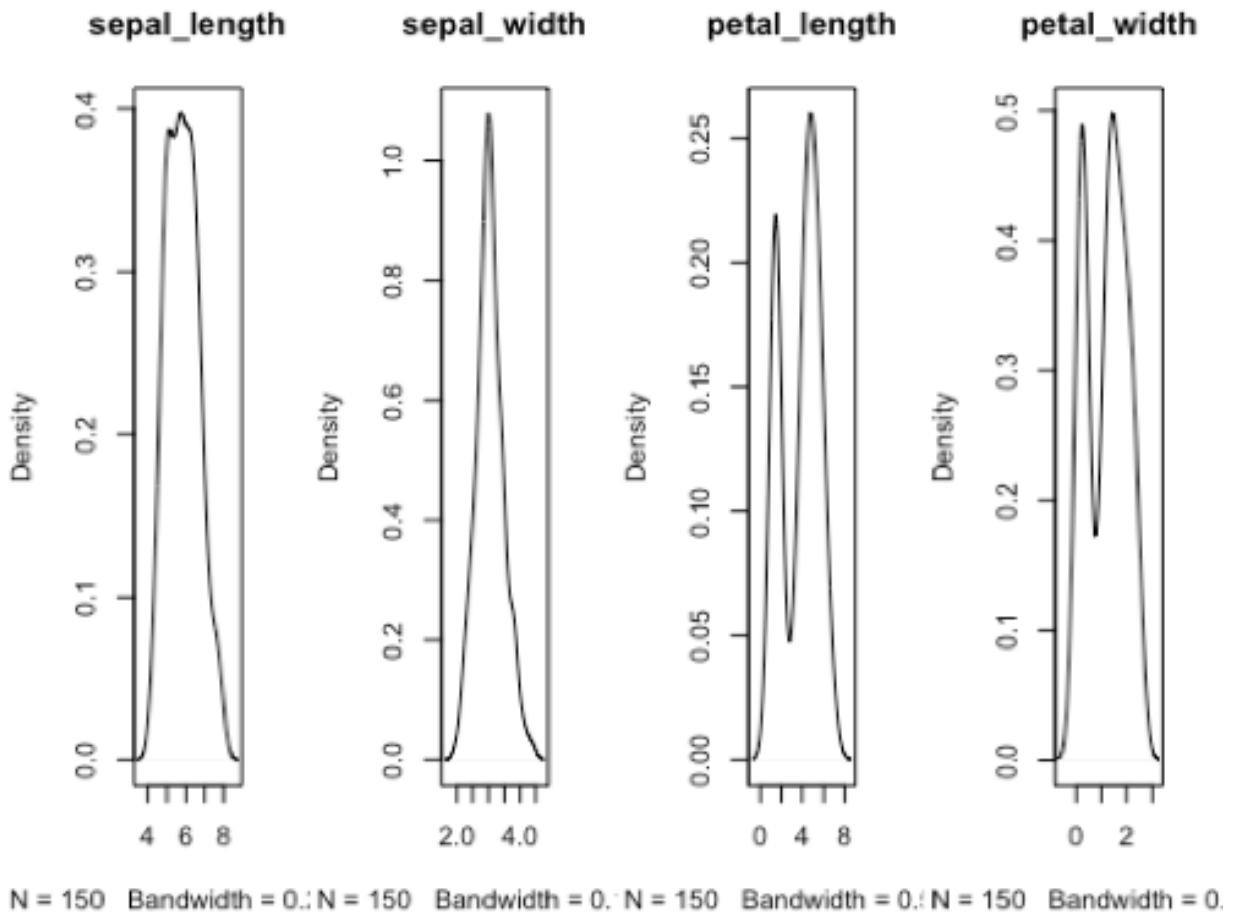 sepal_length
sepal_width
petal_length
petal_width
Density
0.0
0.1
0.2
0.3
0.4
4 6 8
N = 150 Bandwidth = 0.
Density
0.0
0.2
0.4
0.6
0.8
1.0
2.0 4.0
N = 150 Bandwidth = 0.
Density
0.00
0.05
0.10
0.15
0.20
0.25
0 4 8
N = 150 Bandwidth = 0.
Density
0.0
0.1
0.2
0.3
0.4
0.5
0 2
N = 150 Bandwidth = 0.